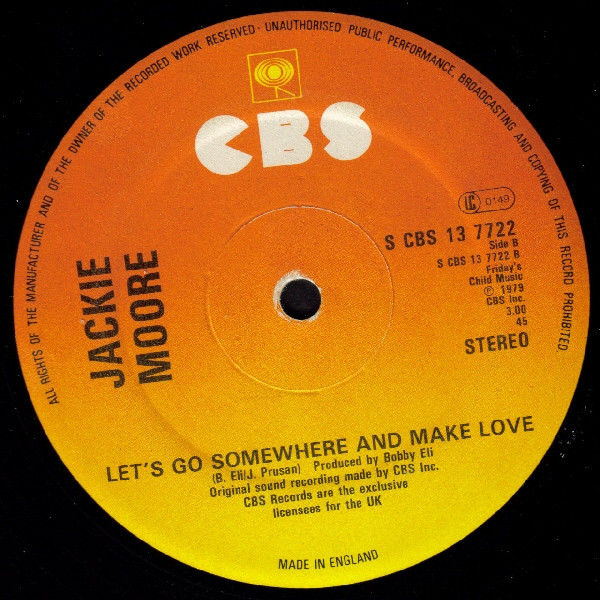 ALL RIGHTS OF THE MANUFACTURER AND OF THE OWNER OF THE RECORDED WORK RESERVED - UNAUTHORISED PUBLIC PERFORMANCE, BROADCASTING AND COPYING OF THIS RECORD PROHIBITED.
CBS
LC 0149
S CBS 13 7722
Side B
S CBS 13 7722 B
Friday's
Child Music
℗ 1979
CBS Inc.
3.00
45
STEREO
JACKIE
MOORE
LET'S GO SOMEWHERE AND MAKE LOVE
(B. Eli/J. Prusan) Produced by Bobby Eli
Original sound recording made by CBS Inc.
CBS Records are the exclusive
licensees for the UK
MADE IN ENGLAND